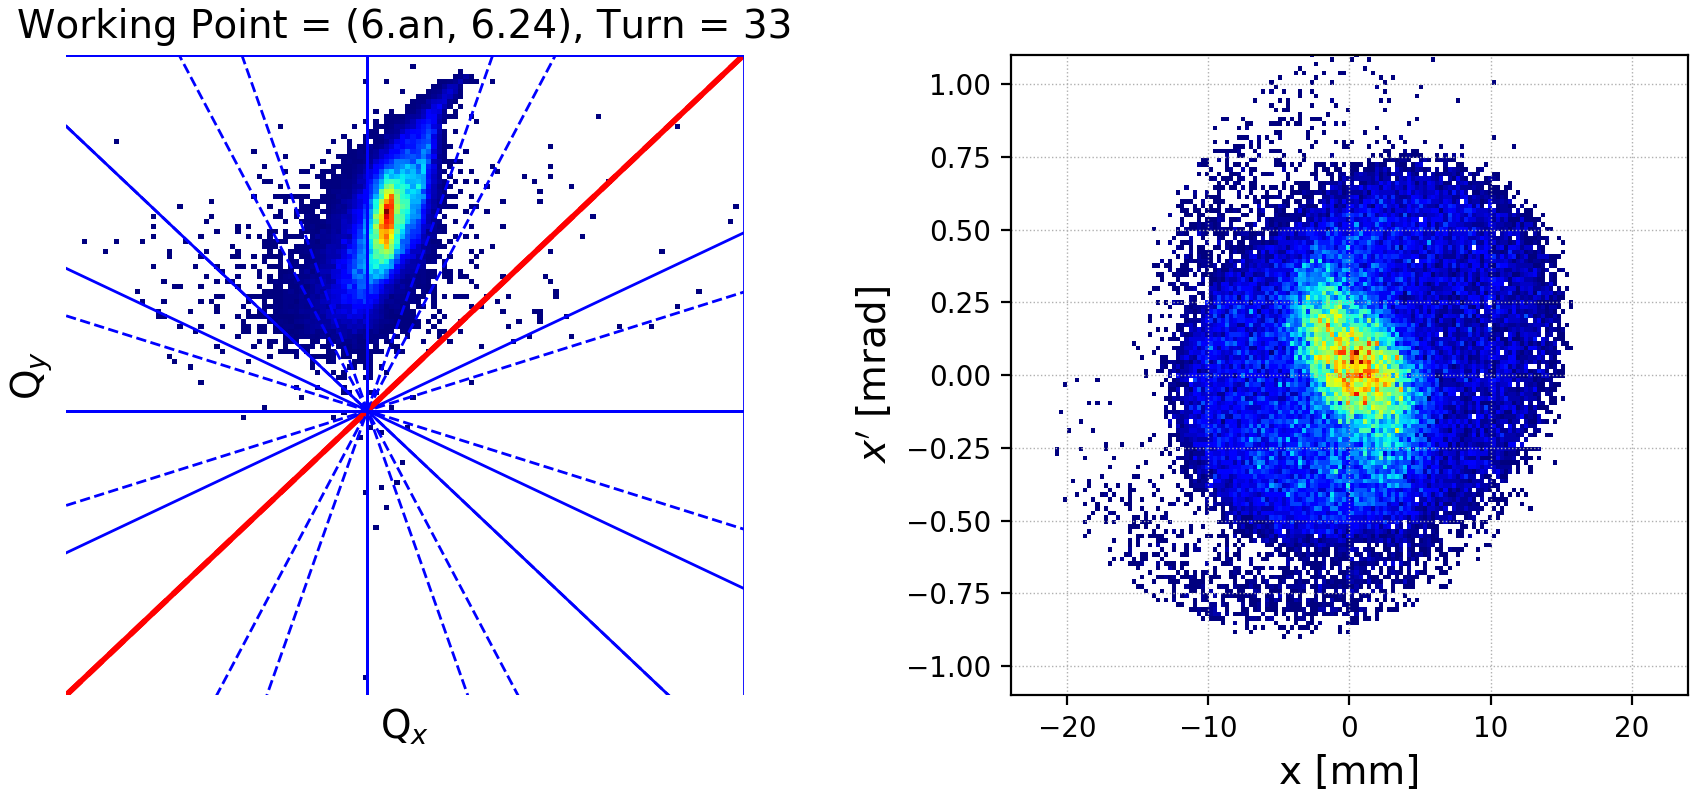 Working Point = (6.an, 6.24), Turn = 33
Qy
Qx
1.00
0.75
0.50
0.25
0.00
−0.25
−0.50
−0.75
−1.00
x′ [mrad]
−20 −10 0 10 20
x [mm]